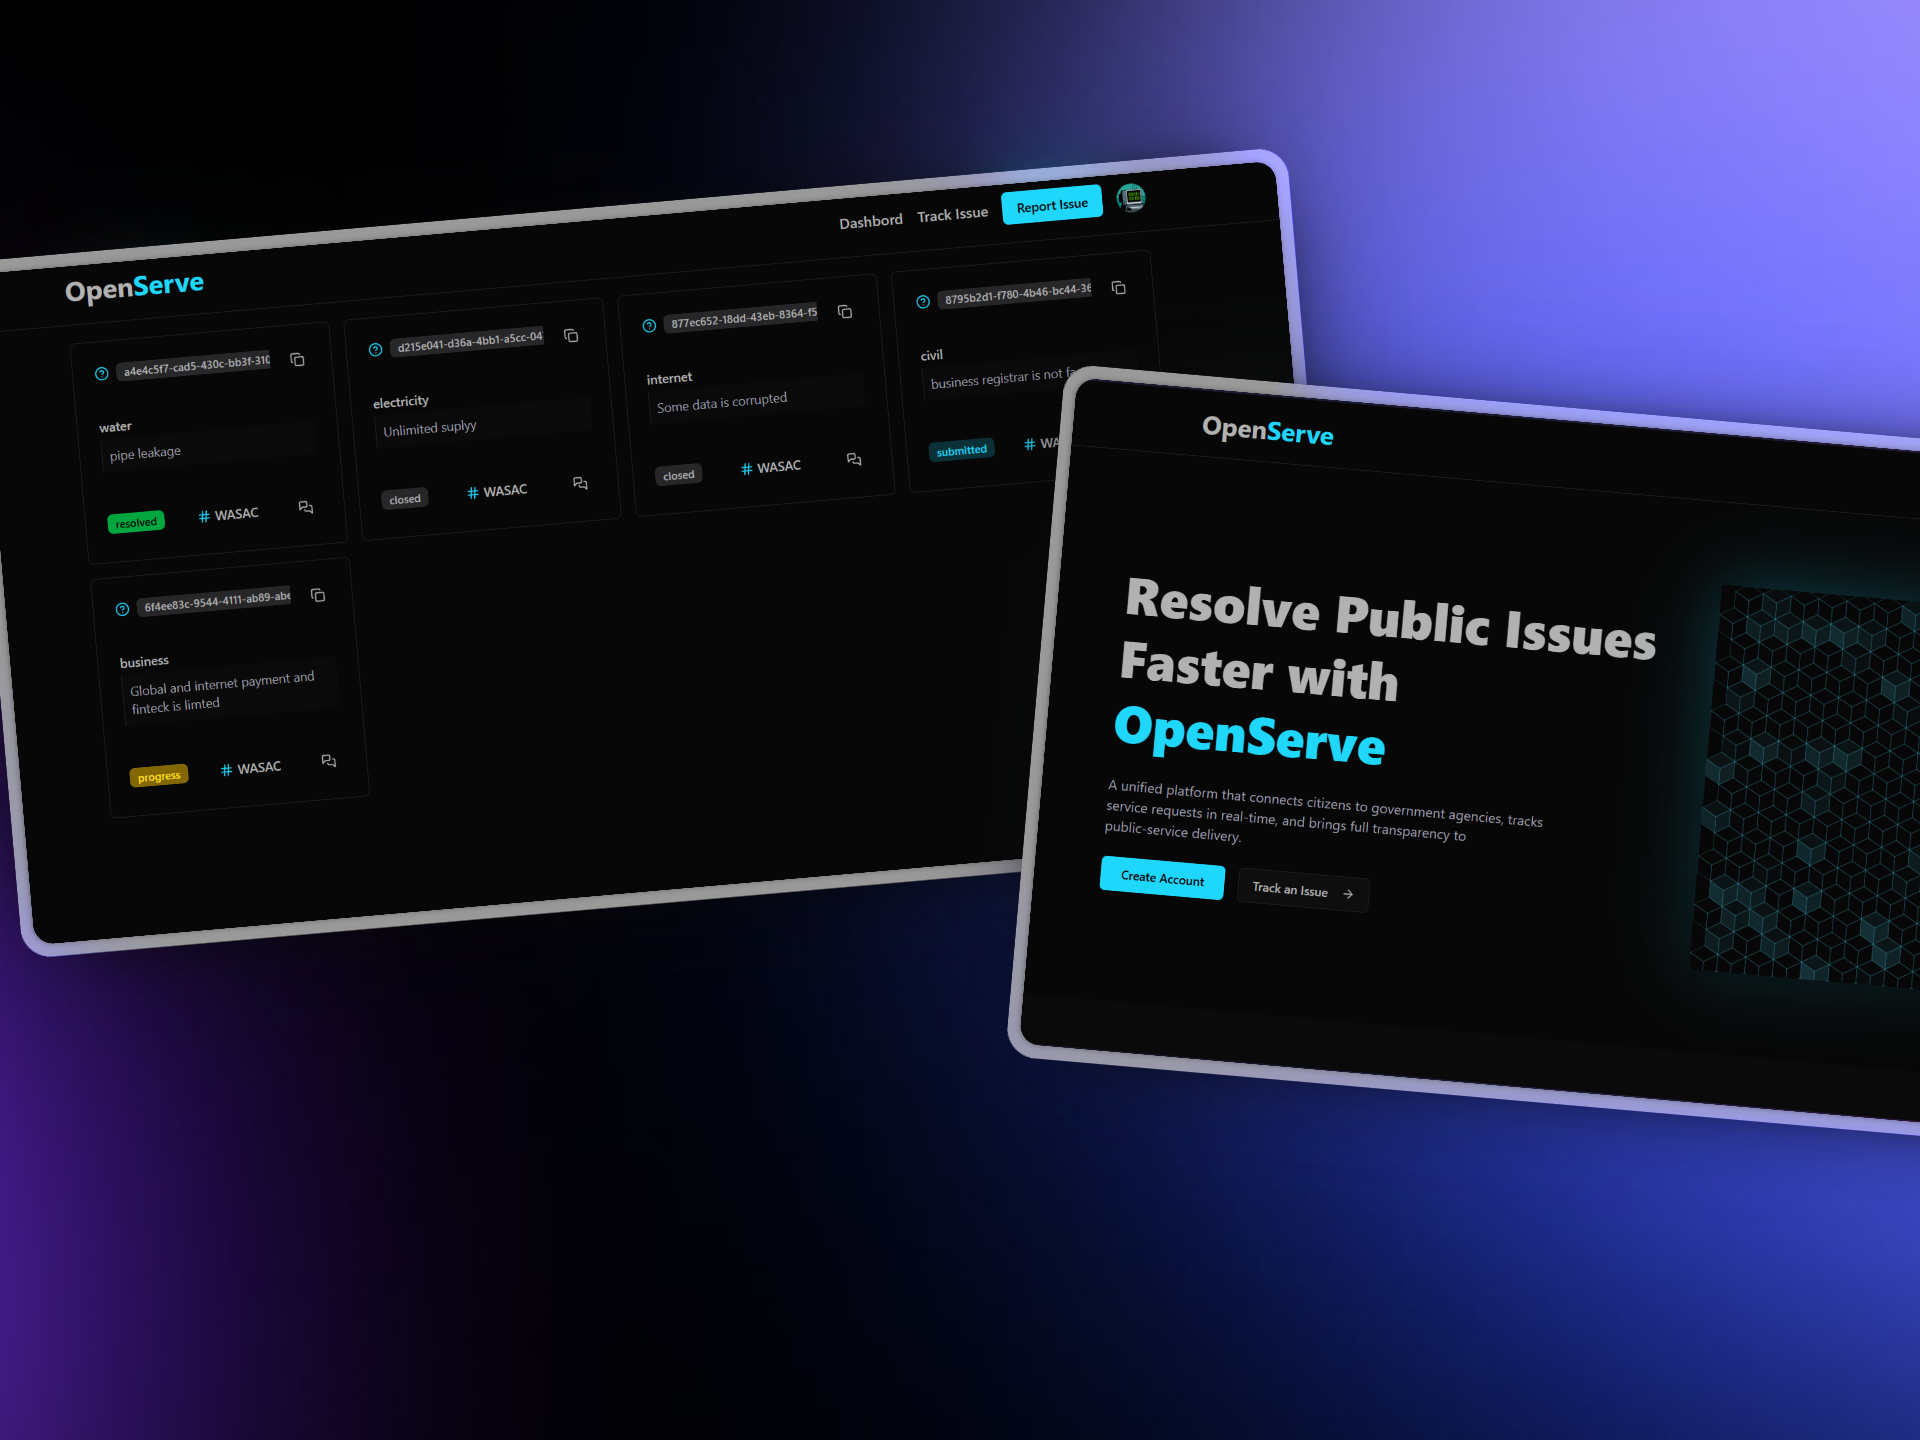 OpenServe
Dashbord
Track Issue
Report Issue
a4e4c5f7-cad5-430c-bb3f-310
water
pipe leakage
resolved
# WASAC
d215e041-d36a-4bb1-a5cc-04
electricity
Unlimited suplyy
closed
# WASAC
877ec652-18dd-43eb-8364-f5
internet
Some data is corrupted
closed
# WASAC
8795b2d1-f780-4b46-bc44-36
civil
business registrar is not fa
submitted
# WA
6f4ee83c-9544-4111-ab89-abe
business
Global and internet payment and
finteck is limted
progress
# WASAC
OpenServe
Resolve Public Issues
Faster with
OpenServe
A unified platform that connects citizens to government agencies, tracks
service requests in real-time, and brings full transparency to
public-service delivery.
Create Account
Track an Issue →